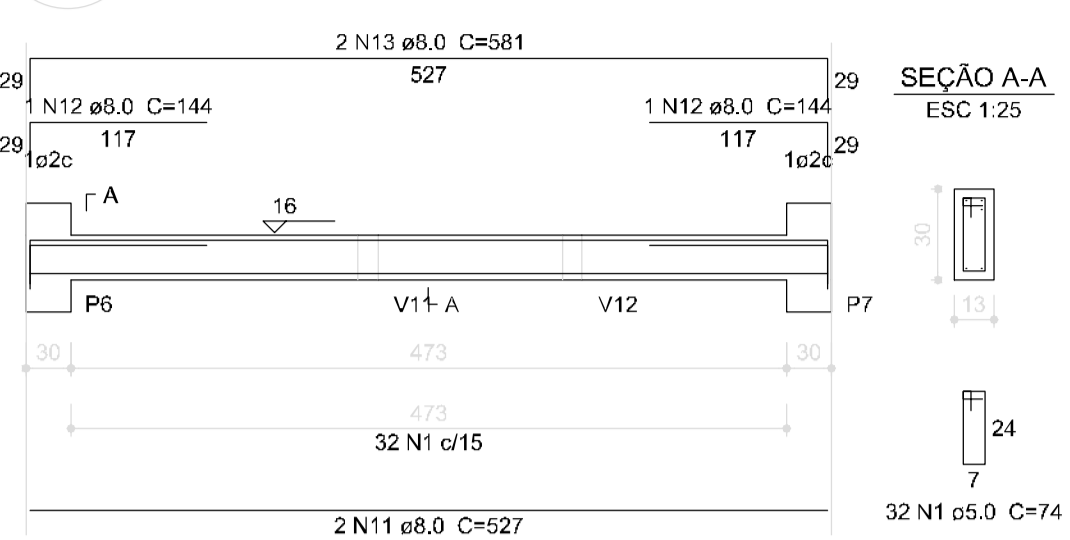 2 N13 ø8.0 C=581
527
29
29
SEÇÃO A-A
ESC 1:25
1 N12 ø8.0 C=144
1 N12 ø8.0 C=144
117
117
29
29
1ø2c
1ø2c
A
16
30
13
P6
V11
A
V12
P7
30
473
30
473
32 N1 c/15
24
7
32 N1 ø5.0 C=74
2 N11 ø8.0 C=527